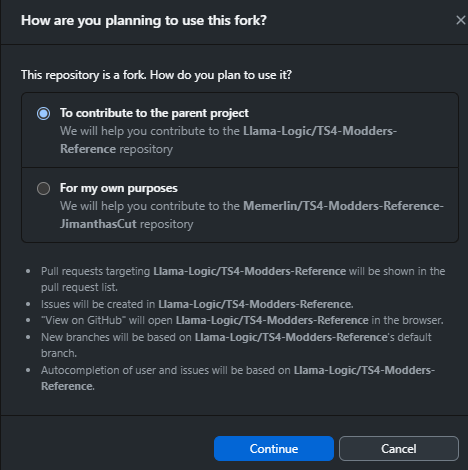 How are you planning to use this fork?
This repository is a fork. How do you plan to use it?
To contribute to the parent project
We will help you contribute to the Llama-Logic/TS4-Modders-
Reference repository
For my own purposes
We will help you contribute to the Memerlin/TS4-Modders-Reference-
JimanthasCut repository
• Pull requests targeting Llama-Logic/TS4-Modders-Reference will be shown in the
pull request list.
• Issues will be created in Llama-Logic/TS4-Modders-Reference.
• "View on GitHub" will open Llama-Logic/TS4-Modders-Reference in the browser.
• New branches will be based on Llama-Logic/TS4-Modders-Reference's default
branch.
• Autocompletion of user and issues will be based on Llama-Logic/TS4-Modders-
Reference.
Continue
Cancel